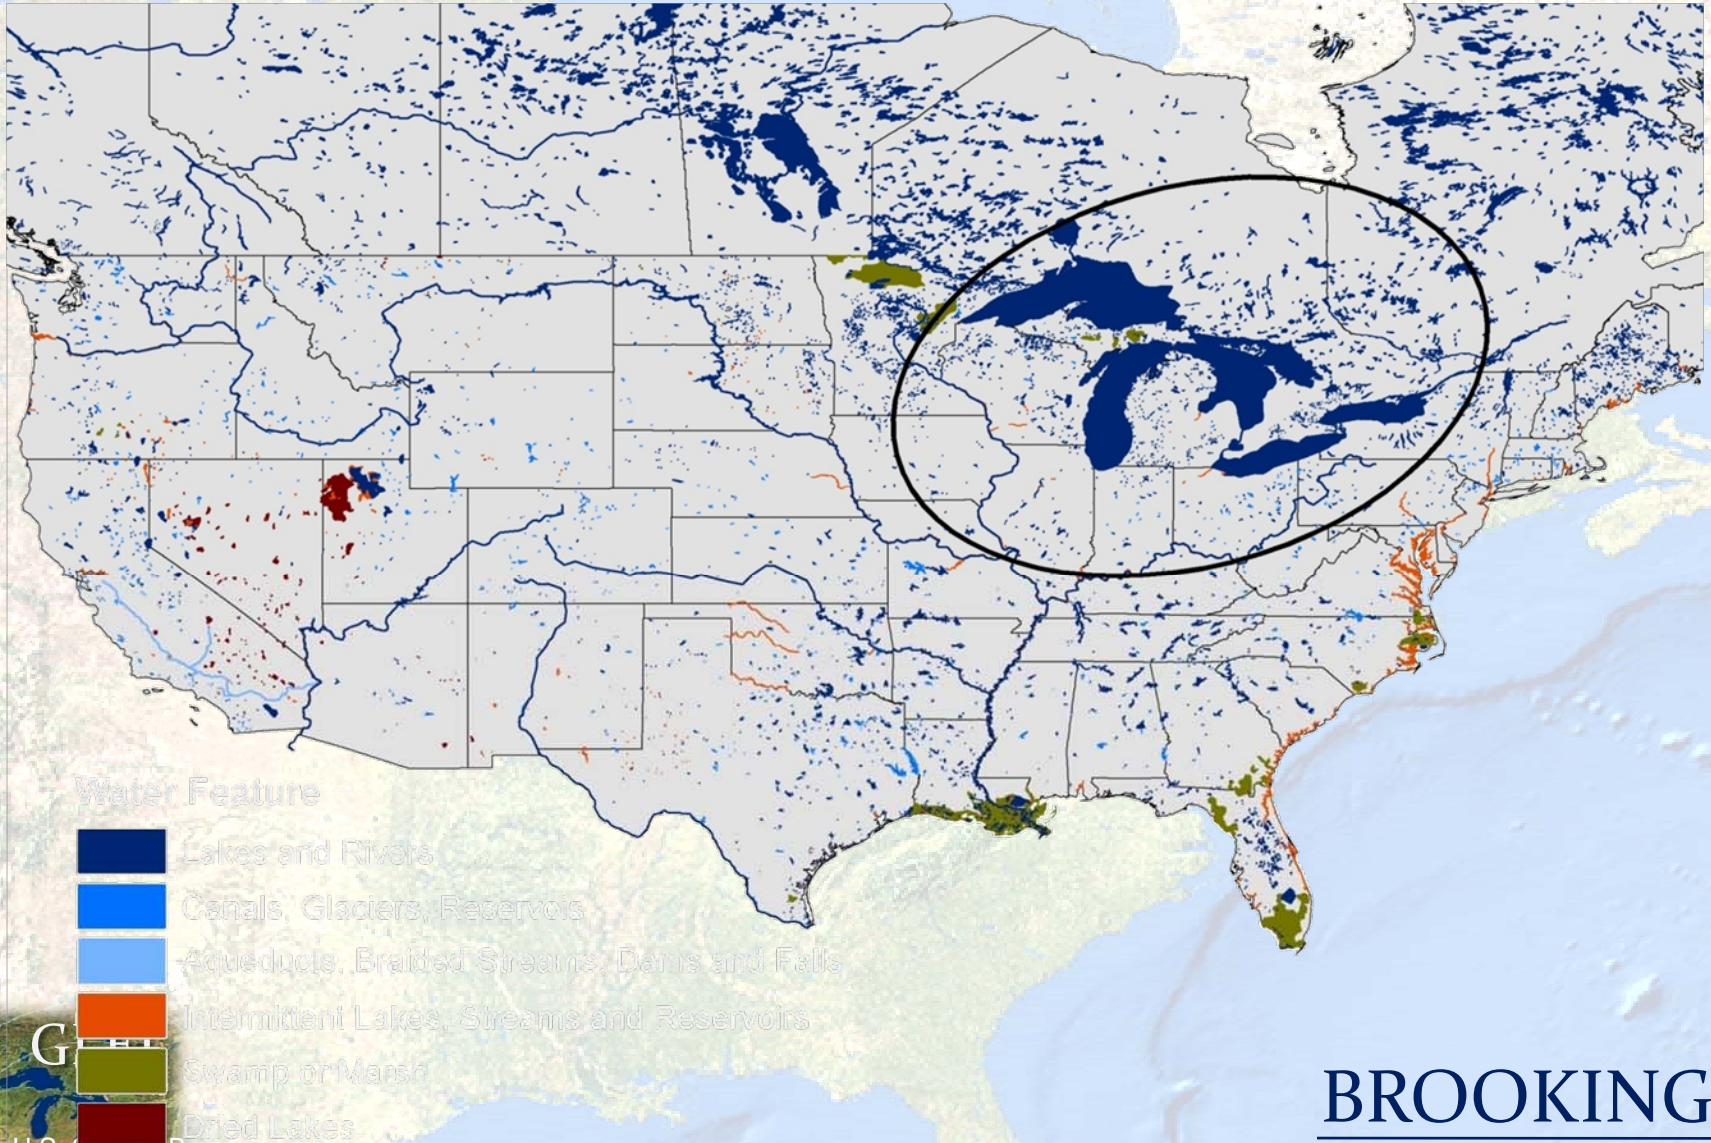 Water Feature
Lakes and Rivers
Canals, Glaciers, Reservois
Aqueducts, Braided Streams, Dams and Falls
Intermittent Lakes, Streams and Reservoirs
Swamp or Marsh
Dried Lakes
BROOKING